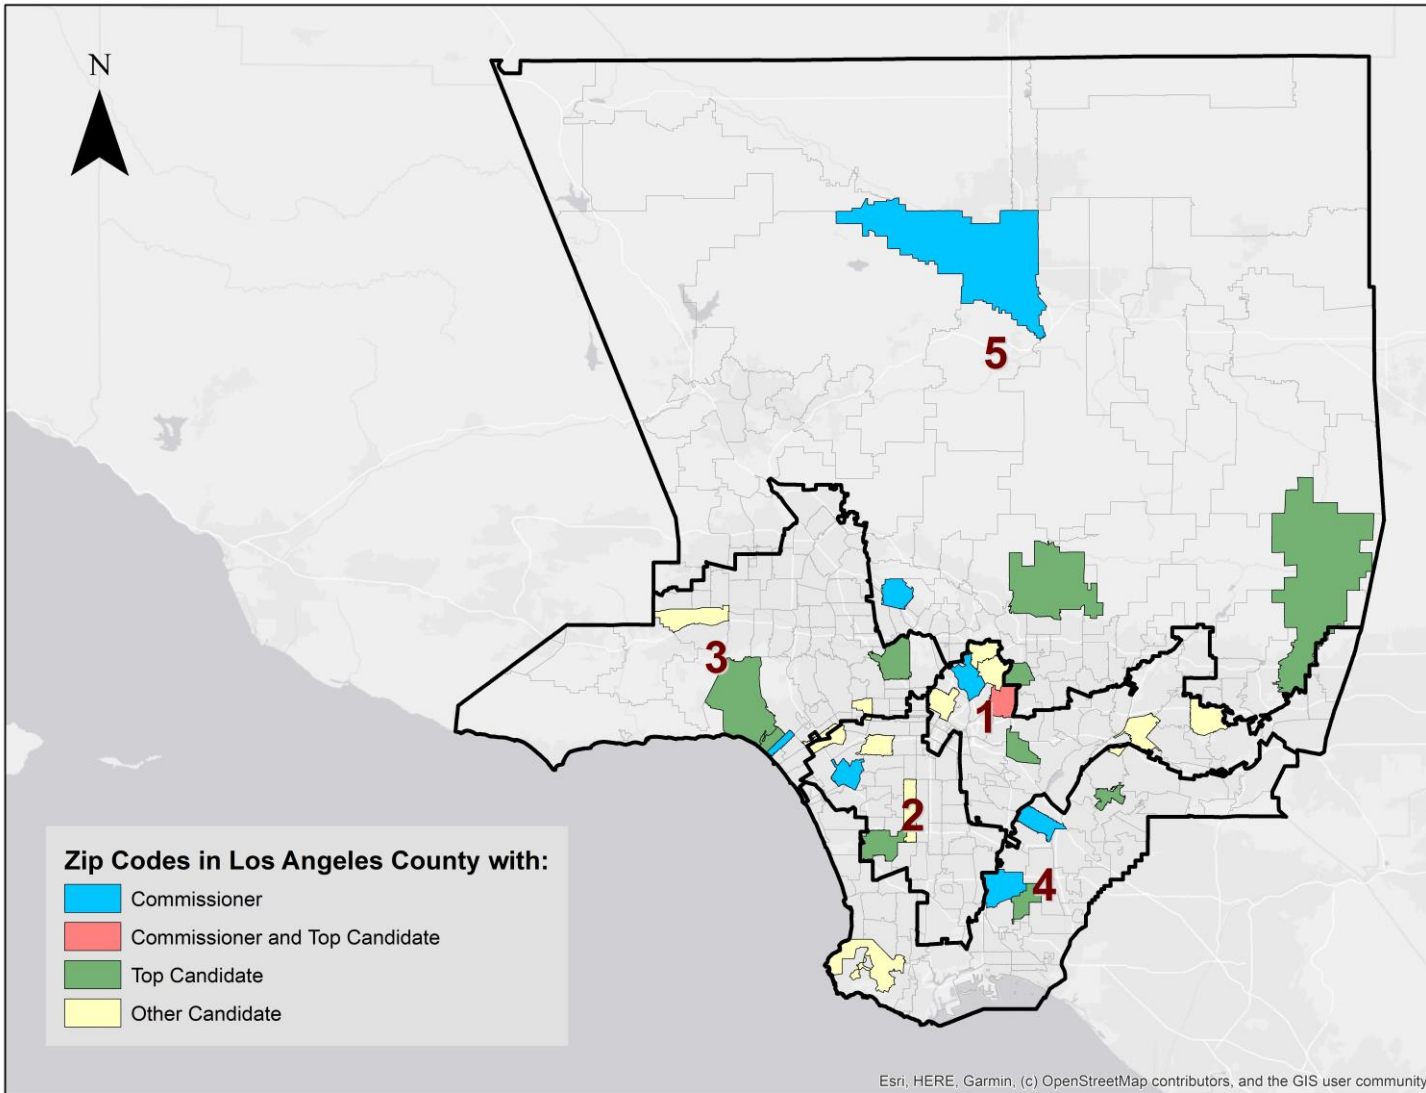 N
5
3
1
2
4
Zip Codes in Los Angeles County with:
Commissioner
Commissioner and Top Candidate
Top Candidate
Other Candidate
Esri, HERE, Garmin, (c) OpenStreetMap contributors, and the GIS user community